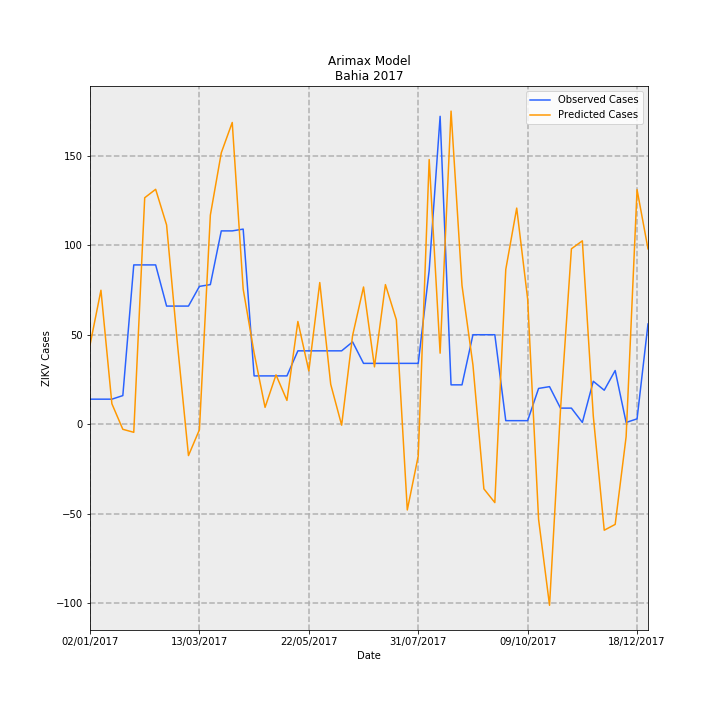 Arimax Model
Bahia 2017
Observed Cases
Predicted Cases
ZIKV Cases
150
100
50
0
−50
−100
02/01/2017 13/03/2017 22/05/2017 31/07/2017 09/10/2017 18/12/2017
Date